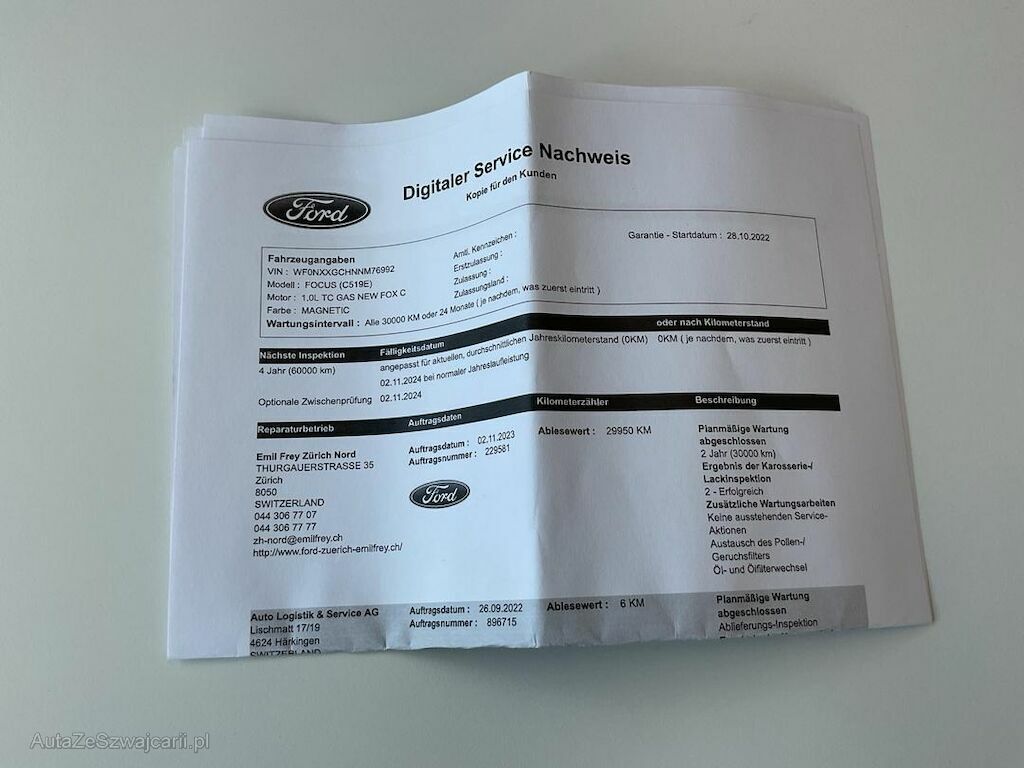 Digitaler Service Nachweis
Kopie für den Kunden
Ford
Garantie - Startdatum : 28.10.2022
Fahrzeugangaben
VIN : WF0NXXGCHNNM76992
Modell : FOCUS (C519E)
Motor : 1.0L TC GAS NEW FOX C
Farbe : MAGNETIC
Amtl. Kennzeichen :
Erstzulassung :
Zulassung :
Zulassungsland :
Wartungsintervall : Alle 30000 KM oder 24 Monate ( je nachdem, was zuerst eintritt )
Nächste Inspektion Fälligkeitsdatum oder nach Kilometerstand
4 Jahr (60000 km) angepasst für aktuellen, durchschnittlichen Jahreskilometerstand (0KM) 0KM ( je nachdem, was zuerst eintritt )
02.11.2024 bei normaler Jahreslaufleistung
Optionale Zwischenprüfung 02.11.2024
Reparaturbetrieb Auftragsdaten Kilometerzähler Beschreibung
Emil Frey Zürich Nord
THURGAUERSTRASSE 35
Zürich
8050
SWITZERLAND
044 306 77 07
044 306 77 77
zh-nord@emilfrey.ch
http://www.ford-zuerich-emilfrey.ch/
Auftragsdatum : 02.11.2023
Auftragsnummer : 229581
Ford
Ablesewert : 29950 KM
Planmäßige Wartung
abgeschlossen
2 Jahr (30000 km)
Ergebnis der Karosserie-/
Lackinspektion
2 - Erfolgreich
Zusätzliche Wartungsarbeiten
Keine ausstehenden Service-
Aktionen
Austausch des Pollen-/
Geruchsfilters
Öl- und Ölfilterwechsel
Auto Logistik & Service AG
Lischmatt 17/19
4624 Härkingen
SWITZERLAND
Auftragsdatum : 26.09.2022
Auftragsnummer : 896715
Ablesewert : 6 KM
Planmäßige Wartung
abgeschlossen
Ablieferungs-Inspektion
AutaZeSzwajcarii.pl